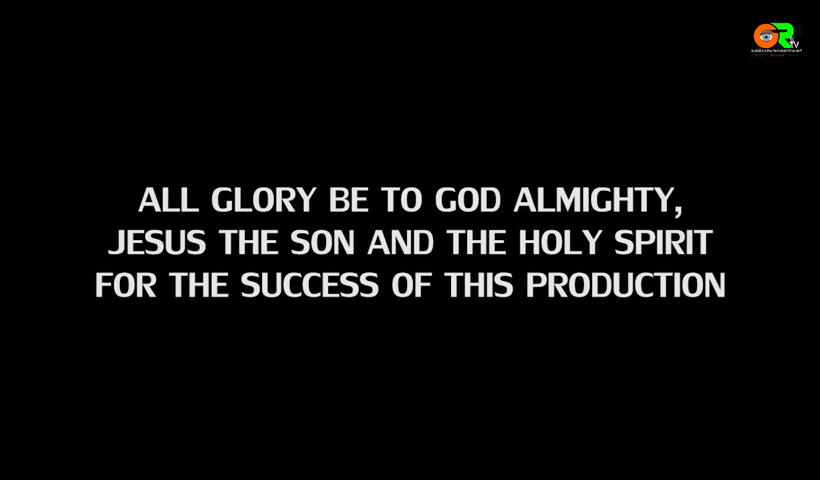 ALL GLORY BE TO GOD ALMIGHTY,
JESUS THE SON AND THE HOLY SPIRIT
FOR THE SUCCESS OF THIS PRODUCTION
TV